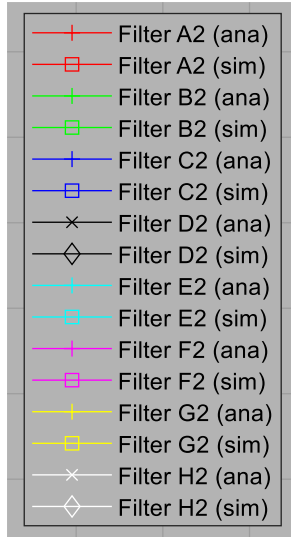 Filter A2 (ana)
Filter A2 (sim)
Filter B2 (ana)
Filter B2 (sim)
Filter C2 (ana)
Filter C2 (sim)
Filter D2 (ana)
Filter D2 (sim)
Filter E2 (ana)
Filter E2 (sim)
Filter F2 (ana)
Filter F2 (sim)
Filter G2 (ana)
Filter G2 (sim)
Filter H2 (ana)
Filter H2 (sim)